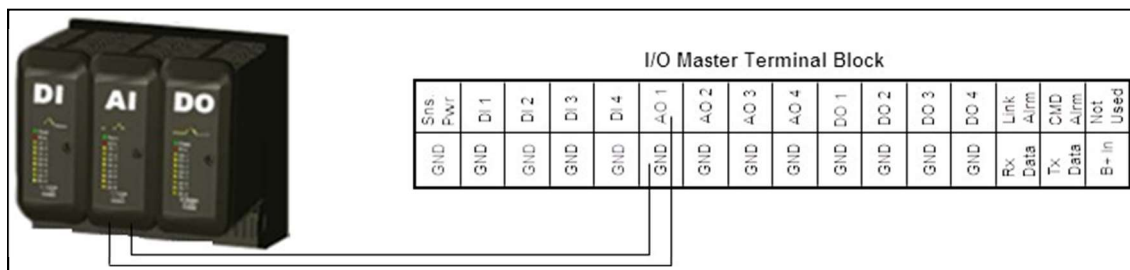 DI
AI
DO
I/O Master Terminal Block
Sns. Pwr
DI 1
DI 2
DI 3
DI 4
AO 1
AO 2
AO 3
AO 4
DO 1
DO 2
DO 3
DO 4
Link Alrm
CMD Alrm
Not Used
GND
GND
GND
GND
GND
GND
GND
GND
GND
GND
GND
GND
GND
Rx Data
Tx Data
B+ In